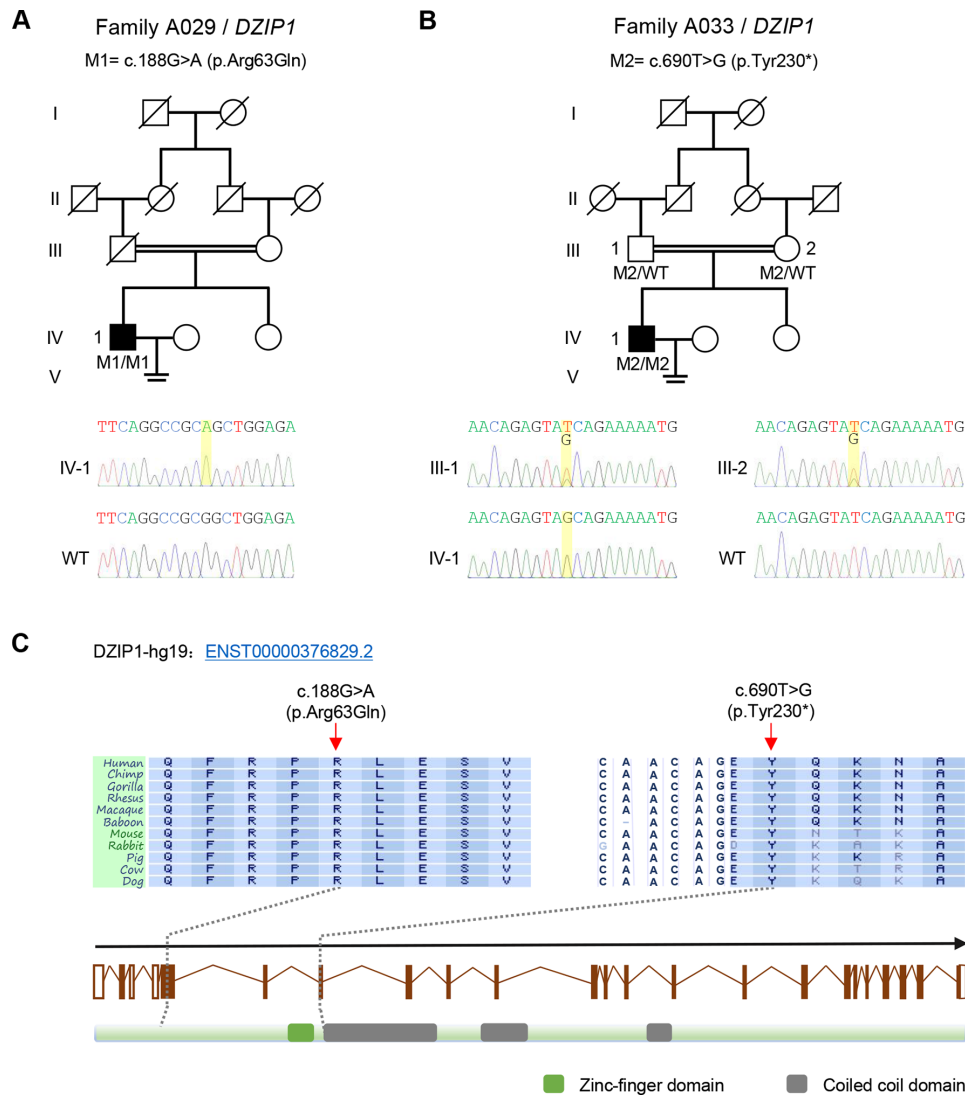 A
Family A029 / DZIP1
M1= c.188G>A (p.Arg63Gln)
I
II
III
IV
1
M1/M1
V
TTCAGGCCGCAGCTGGAGA
IV-1
TTCAGGCCGCGGCTGGAGA
WT
B
Family A033 / DZIP1
M2= c.690T>G (p.Tyr230*)
I
II
III
1
2
M2/WT
M2/WT
IV
1
M2/M2
V
AACAGAGTATCAGAAAAATG
G
III-1
AACAGAGTATCAGAAAAATG
G
III-2
AACAGAGTAGCAGAAAAATG
IV-1
AACAGAGTATCAGAAAAATG
WT
C
DZIP1-hg19: ENST00000376829.2
c.188G>A
(p.Arg63Gln)
c.690T>G
(p.Tyr230*)
Human Q F R P R L E S V C A A C A G E Y Q K N A
Chimp Q F R P R L E S V C A A C A G E Y Q K N A
Gorilla Q F R P R L E S V C A A C A G E Y Q K N A
Rhesus Q F R P R L E S V C A A C A G E Y Q K N A
Macaque Q F R P R L E S V C A A C A G E Y Q K N A
Baboon Q F R P R L E S V C - A C A G E Y Q K N A
Mouse Q F R P R L E S V C A A C A G E Y N T K A
Rabbit Q F R P R L E S V G A A C A G D Y K A K A
Pig Q F R P R L E S V C A A C A G E Y K K R A
Cow Q F R P R L E S V C A A C A G E Y K T R A
Dog Q F R P R L E S V C A A C A G E Y K Q K A
Zinc-finger domain
Coiled coil domain